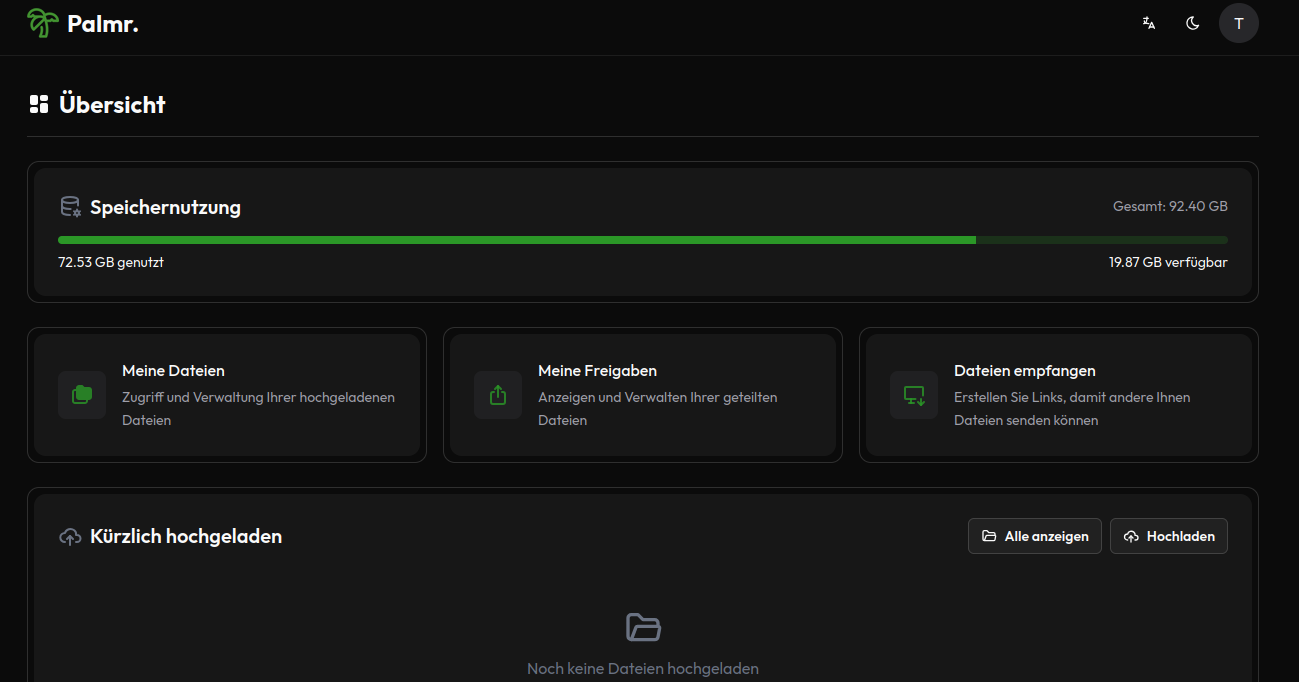 Palmr.
T
Übersicht
Speichernutzung
Gesamt: 92.40 GB
72.53 GB genutzt
19.87 GB verfügbar
Meine Dateien
Zugriff und Verwaltung Ihrer hochgeladenen
Dateien
Meine Freigaben
Anzeigen und Verwalten Ihrer geteilten
Dateien
Dateien empfangen
Erstellen Sie Links, damit andere Ihnen
Dateien senden können
Kürzlich hochgeladen
Alle anzeigen
Hochladen
Noch keine Dateien hochgeladen